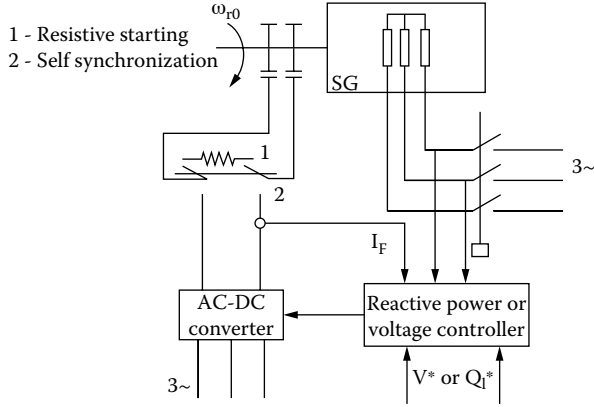 ω_r0
1 - Resistive starting
2 - Self synchronization
SG
1
2
3~
I_F
AC-DC
converter
Reactive power or
voltage controller
3~
V* or Q_l*